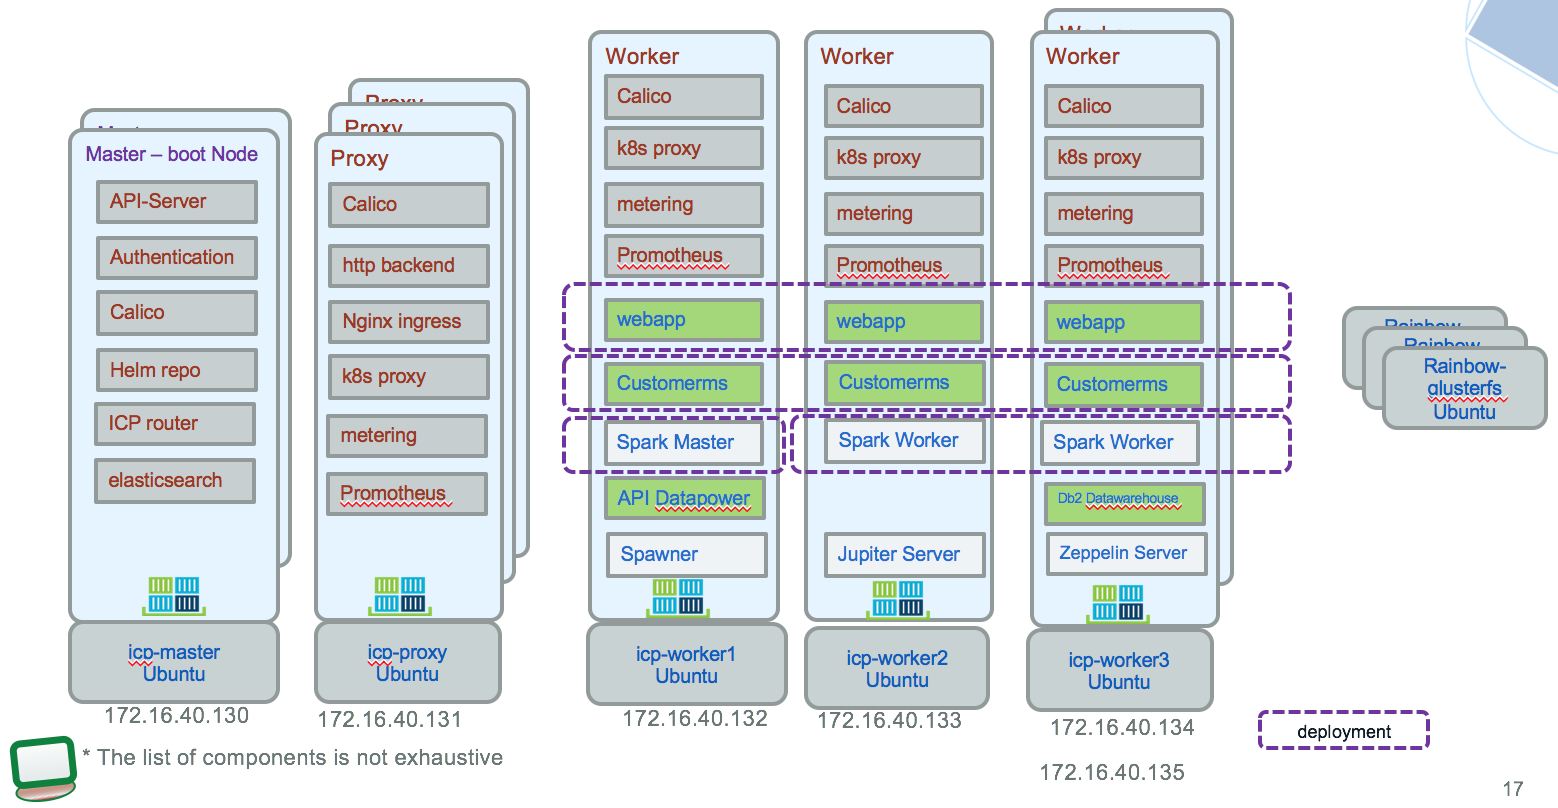 Master – boot Node
API-Server
Authentication
Calico
Helm repo
ICP router
elasticsearch
icp-master
Ubuntu
172.16.40.130
Proxy
Proxy
Proxy
Calico
http backend
Nginx ingress
k8s proxy
metering
Promotheus
icp-proxy
Ubuntu
172.16.40.131
Worker
Calico
k8s proxy
metering
Promotheus
webapp
Customerms
Spark Master
API Datapower
Spawner
icp-worker1
Ubuntu
172.16.40.132
Worker
Calico
k8s proxy
metering
Promotheus
webapp
Customerms
Spark Worker
Jupiter Server
icp-worker2
Ubuntu
172.16.40.133
Worker
Worker
Calico
k8s proxy
metering
Promotheus
webapp
Customerms
Spark Worker
Db2 Datawarehouse
Zeppelin Server
icp-worker3
Ubuntu
172.16.40.134
172.16.40.135
Rainbow
Rainbow
Rainbow-
glusterfs
Ubuntu
deployment
* The list of components is not exhaustive
17